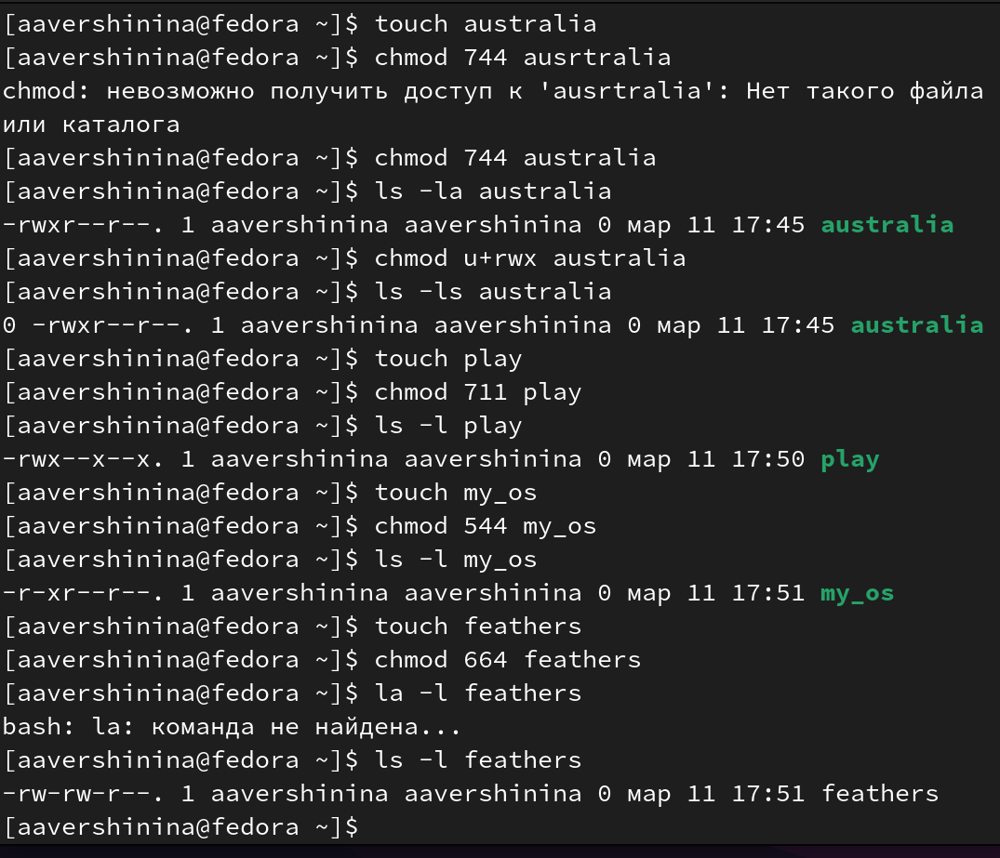 [aavershinina@fedora ~]$ touch australia
[aavershinina@fedora ~]$ chmod 744 ausrtralia
chmod: невозможно получить доступ к 'ausrtralia': Нет такого файла
или каталога
[aavershinina@fedora ~]$ chmod 744 australia
[aavershinina@fedora ~]$ ls -la australia
-rwxr--r--. 1 aavershinina aavershinina 0 мар 11 17:45 australia
[aavershinina@fedora ~]$ chmod u+rwx australia
[aavershinina@fedora ~]$ ls -ls australia
0 -rwxr--r--. 1 aavershinina aavershinina 0 мар 11 17:45 australia
[aavershinina@fedora ~]$ touch play
[aavershinina@fedora ~]$ chmod 711 play
[aavershinina@fedora ~]$ ls -l play
-rwx--x--x. 1 aavershinina aavershinina 0 мар 11 17:50 play
[aavershinina@fedora ~]$ touch my_os
[aavershinina@fedora ~]$ chmod 544 my_os
[aavershinina@fedora ~]$ ls -l my_os
-r-xr--r--. 1 aavershinina aavershinina 0 мар 11 17:51 my_os
[aavershinina@fedora ~]$ touch feathers
[aavershinina@fedora ~]$ chmod 664 feathers
[aavershinina@fedora ~]$ la -l feathers
bash: la: команда не найдена...
[aavershinina@fedora ~]$ ls -l feathers
-rw-rw-r--. 1 aavershinina aavershinina 0 мар 11 17:51 feathers
[aavershinina@fedora ~]$